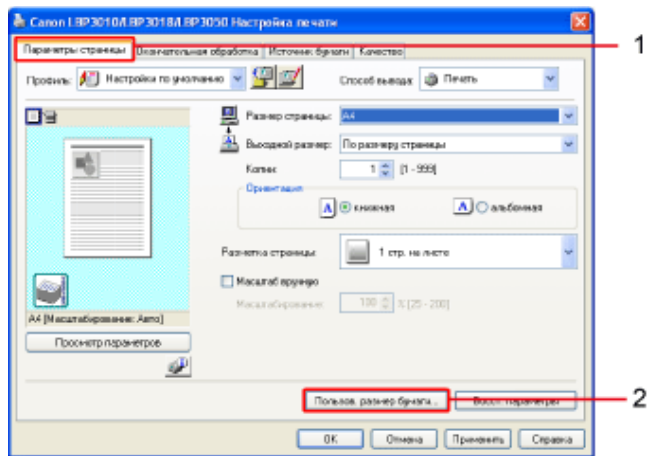 Canon LBP3010/LBP3018/LBP3050 Настройка печати
1
Параметры страницы Окончательная обработка Источник бумаги Качество
Профиль: Настройки по умолчанию Способ вывода: Печать
Размер страницы: A4
Выходной размер: По размеру страницы
Копии: 1 [1 - 999]
Ориентация
A книжная A альбомная
Разметка страницы: 1 стр. на листе
Масштаб вручную
Масштабирование: 100 % [25 - 200]
A4 [Масштабирование: Авто]
Просмотр параметров
Пользов. размер бумаги... Восст. параметры
2
OK Отмена Применить Справка